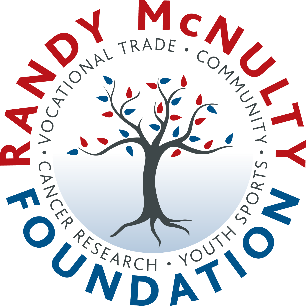 RANDY McNULTY
VOCATIONAL TRADE · COMMUNITY ·
CANCER RESEARCH · YOUTH SPORTS ·
FOUNDATION